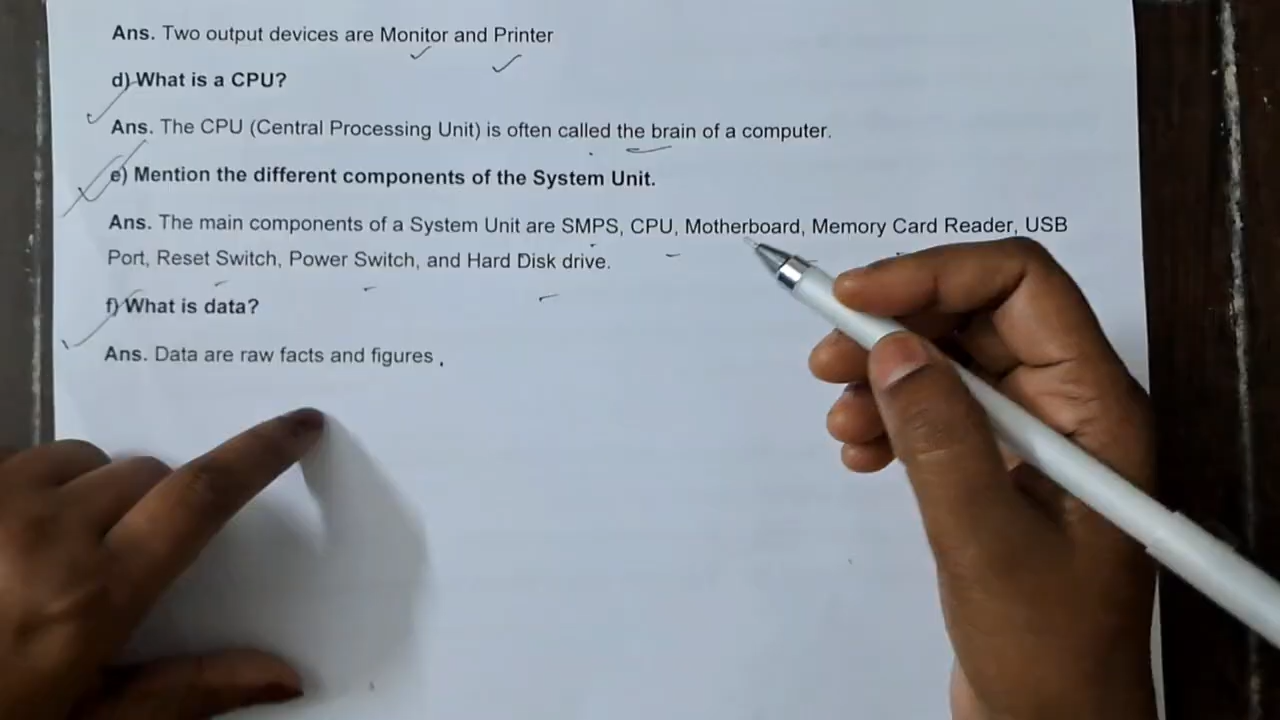 Ans. Two output devices are Monitor and Printer
d) What is a CPU?
Ans. The CPU (Central Processing Unit) is often called the brain of a computer.
e) Mention the different components of the System Unit.
Ans. The main components of a System Unit are SMPS, CPU, Motherboard, Memory Card Reader, USB
Port, Reset Switch, Power Switch, and Hard Disk drive.
f) What is data?
Ans. Data are raw facts and figures .